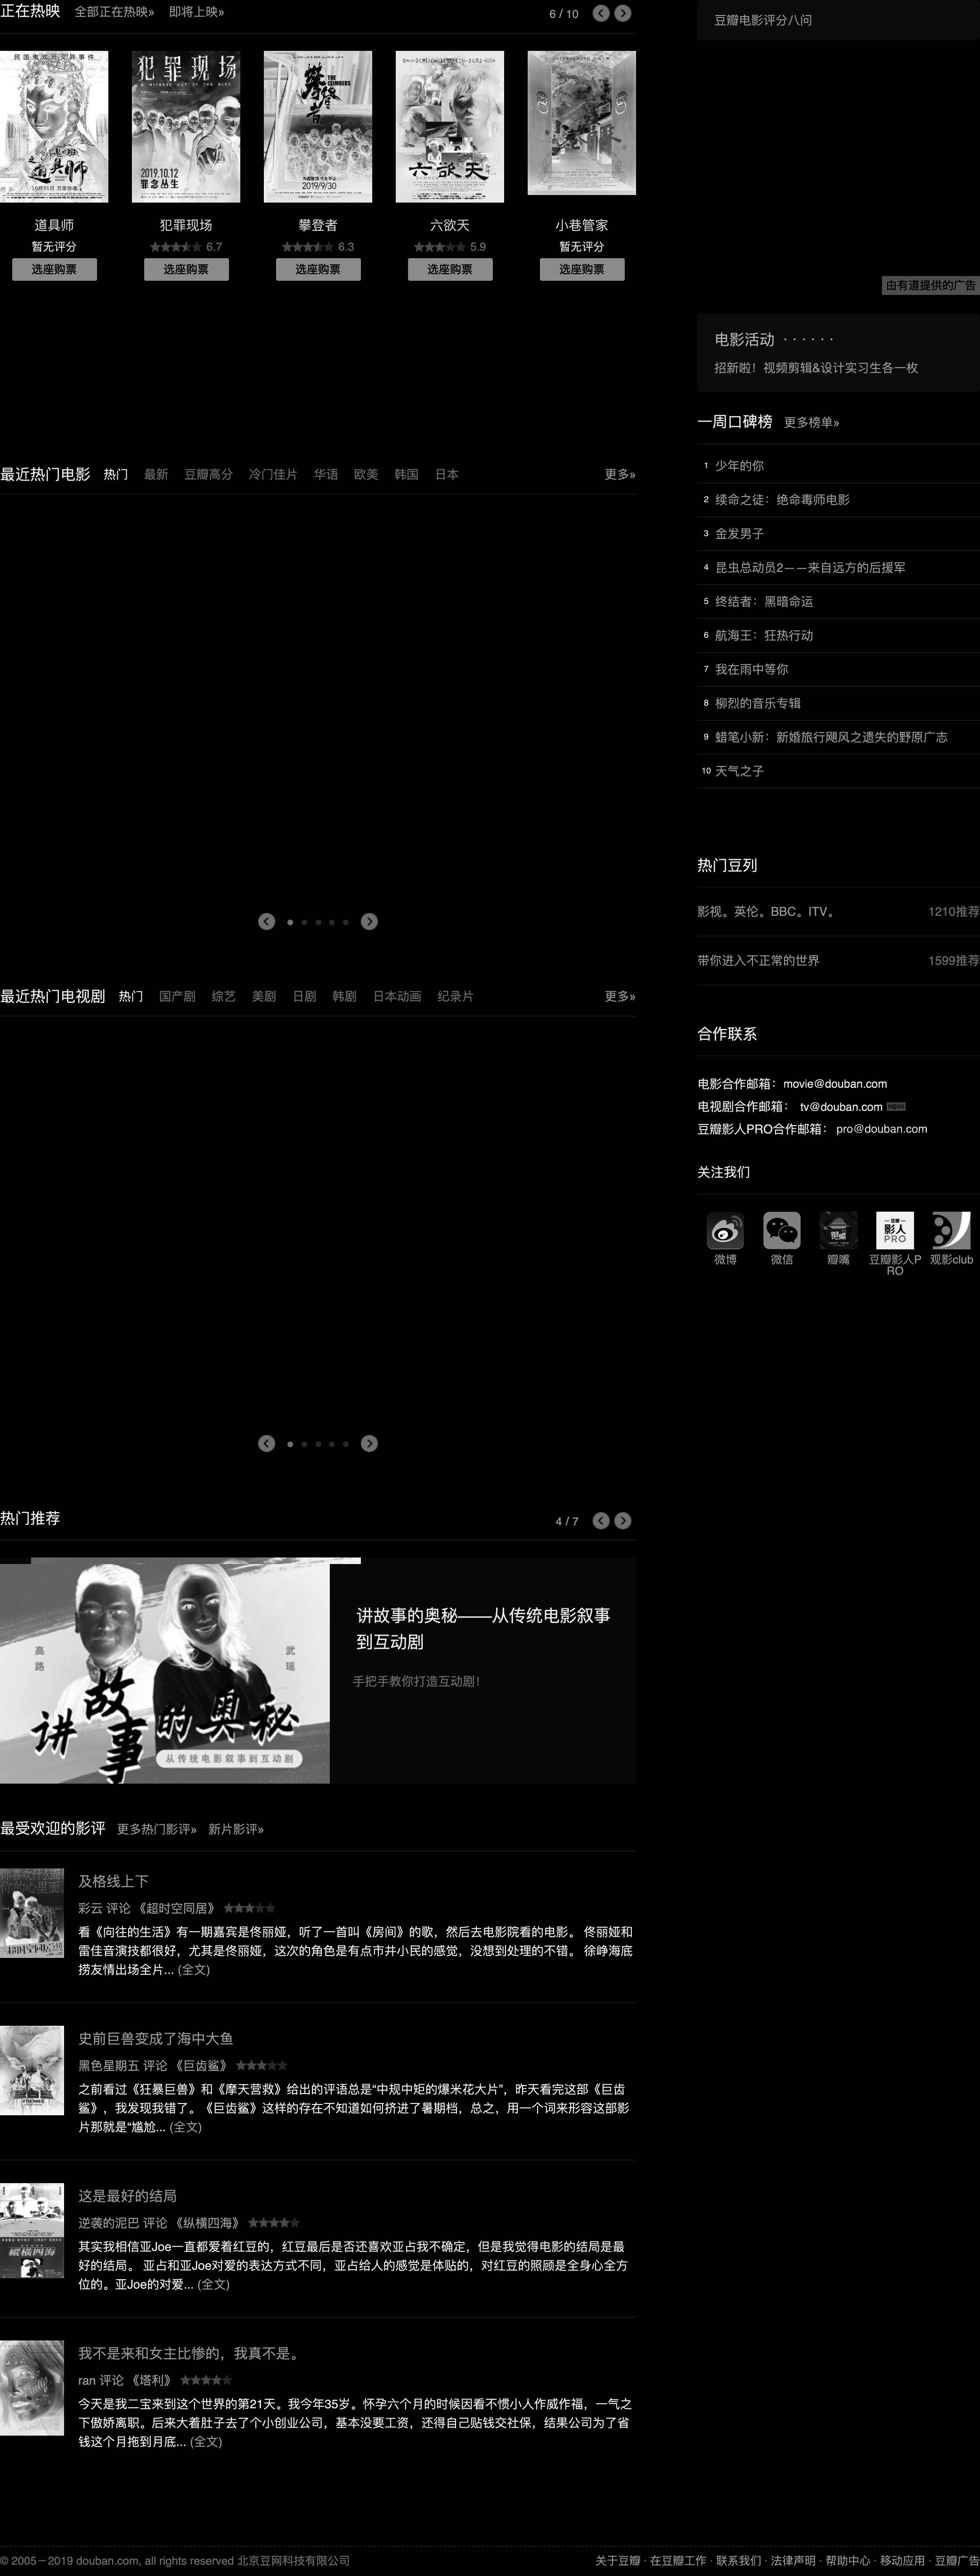 正在热映 全部正在热映» 即将上映» 6 / 10
犯罪现场
THE CLIMBERS
攀登者
2019.10.12
罪念丛生
2019/9/30
道具师
六欲天
道具师 犯罪现场 攀登者 六欲天 小巷管家
暂无评分 6.7 6.3 5.9 暂无评分
选座购票 选座购票 选座购票 选座购票 选座购票
豆瓣电影评分八问
由有道提供的广告
电影活动 · · · · · ·
招新啦！视频剪辑&设计实习生各一枚
一周口碑榜 更多榜单»
1 少年的你
2 续命之徒：绝命毒师电影
3 金发男子
4 昆虫总动员2——来自远方的后援军
5 终结者：黑暗命运
6 航海王：狂热行动
7 我在雨中等你
8 柳烈的音乐专辑
9 蜡笔小新：新婚旅行飓风之遗失的野原广志
10 天气之子
最近热门电影 热门 最新 豆瓣高分 冷门佳片 华语 欧美 韩国 日本 更多»
热门豆列
影视。英伦。BBC。ITV。 1210推荐
带你进入不正常的世界 1599推荐
合作联系
电影合作邮箱：movie@douban.com
电视剧合作邮箱： tv@douban.com NEW
豆瓣影人PRO合作邮箱： pro@douban.com
关注我们
影人
PRO
微博 微信 瓣嘴 豆瓣影人P 观影club
RO
最近热门电视剧 热门 国产剧 综艺 美剧 日剧 韩剧 日本动画 纪录片 更多»
热门推荐 4 / 7
高路
武瑶
讲故事的奥秘
从传统电影叙事到互动剧
讲故事的奥秘——从传统电影叙事
到互动剧
手把手教你打造互动剧！
最受欢迎的影评 更多热门影评» 新片影评»
及格线上下
彩云 评论 《超时空同居》
看《向往的生活》有一期嘉宾是佟丽娅，听了一首叫《房间》的歌，然后去电影院看的电影。 佟丽娅和
雷佳音演技都很好，尤其是佟丽娅，这次的角色是有点市井小民的感觉，没想到处理的不错。 徐峥海底
捞友情出场全片... (全文)
史前巨兽变成了海中大鱼
黑色星期五 评论 《巨齿鲨》
之前看过《狂暴巨兽》和《摩天营救》给出的评语总是“中规中矩的爆米花大片”，昨天看完这部《巨齿
鲨》，我发现我错了。《巨齿鲨》这样的存在不知道如何挤进了暑期档，总之，用一个词来形容这部影
片那就是“尴尬... (全文)
这是最好的结局
逆袭的泥巴 评论 《纵横四海》
其实我相信亚Joe一直都爱着红豆的，红豆最后是否还喜欢亚占我不确定，但是我觉得电影的结局是最
好的结局。 亚占和亚Joe对爱的表达方式不同，亚占给人的感觉是体贴的，对红豆的照顾是全身心全方
位的。亚Joe的对爱... (全文)
我不是来和女主比惨的，我真不是。
ran 评论 《塔利》
今天是我二宝来到这个世界的第21天。我今年35岁。怀孕六个月的时候因看不惯小人作威作福，一气之
下傲娇离职。后来大着肚子去了个小创业公司，基本没要工资，还得自己贴钱交社保，结果公司为了省
钱这个月拖到月底... (全文)
© 2005－2019 douban.com, all rights reserved 北京豆网科技有限公司
关于豆瓣 · 在豆瓣工作 · 联系我们 · 法律声明 · 帮助中心 · 移动应用 · 豆瓣广告